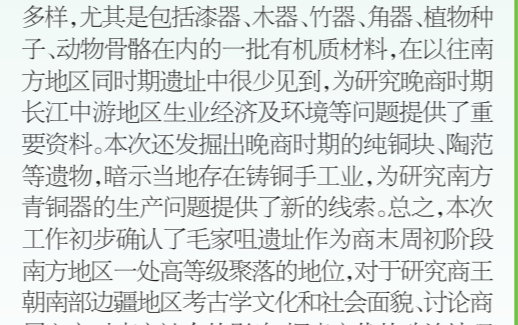 多样，尤其是包括漆器、木器、竹器、角器、植物种
子、动物骨骼在内的一批有机质材料，在以往南
方地区同时期遗址中很少见到，为研究晚商时期
长江中游地区生业经济及环境等问题提供了重
要资料。本次还发掘出晚商时期的纯铜块、陶范
等遗物，暗示当地存在铸铜手工业，为研究南方
青铜器的生产问题提供了新的线索。总之，本次
工作初步确认了毛家咀遗址作为商末周初阶段
南方地区一处高等级聚落的地位，对于研究商王
朝南部边疆地区考古学文化和社会面貌、讨论商